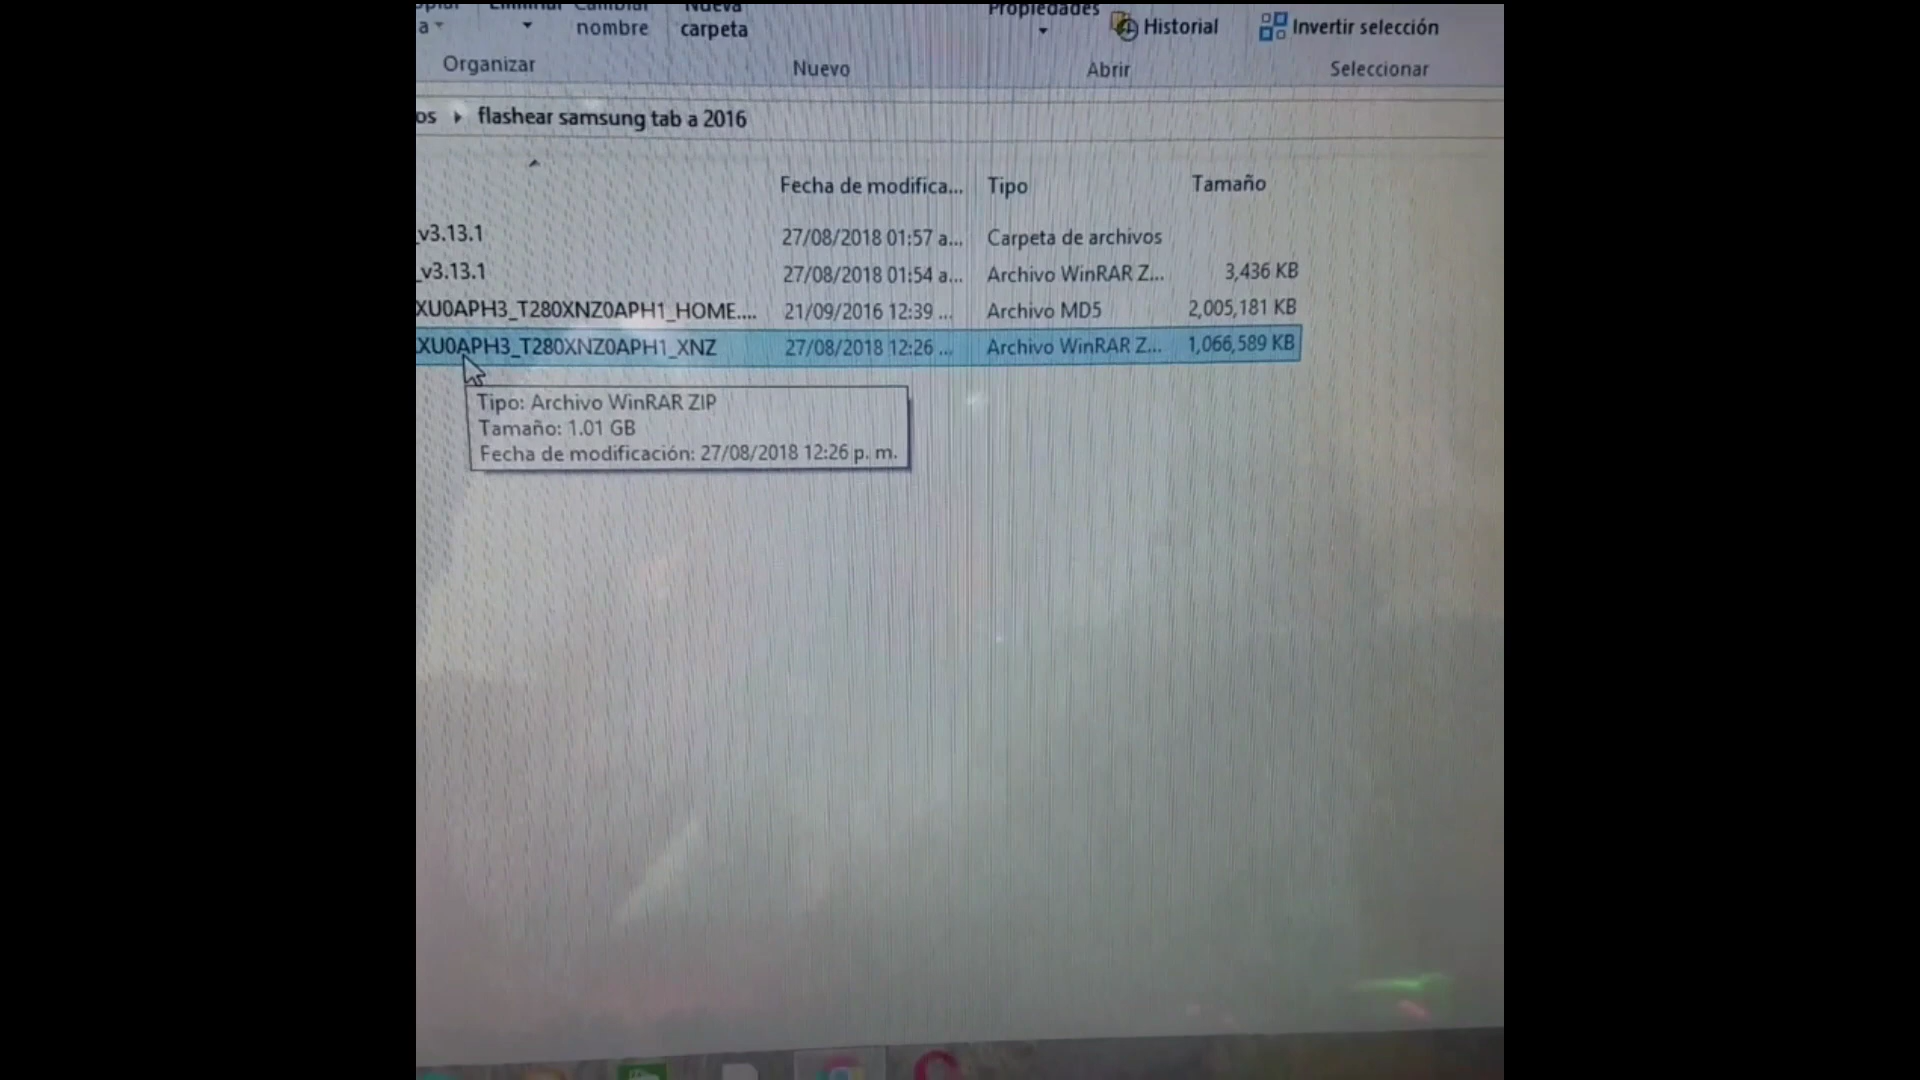 nombre
carpeta
Propiedades
Historial
Invertir selección
Organizar
Nuevo
Abrir
Seleccionar
os ▸ flashear samsung tab a 2016
Fecha de modifica... Tipo Tamaño
_v3.13.1 27/08/2018 01:57 a... Carpeta de archivos
_v3.13.1 27/08/2018 01:54 a... Archivo WinRAR Z... 3,436 KB
XU0APH3_T280XNZ0APH1_HOME.... 21/09/2016 12:39 ... Archivo MD5 2,005,181 KB
XU0APH3_T280XNZ0APH1_XNZ 27/08/2018 12:26 ... Archivo WinRAR Z... 1,066,589 KB
Tipo: Archivo WinRAR ZIP
Tamaño: 1.01 GB
Fecha de modificación: 27/08/2018 12:26 p. m.